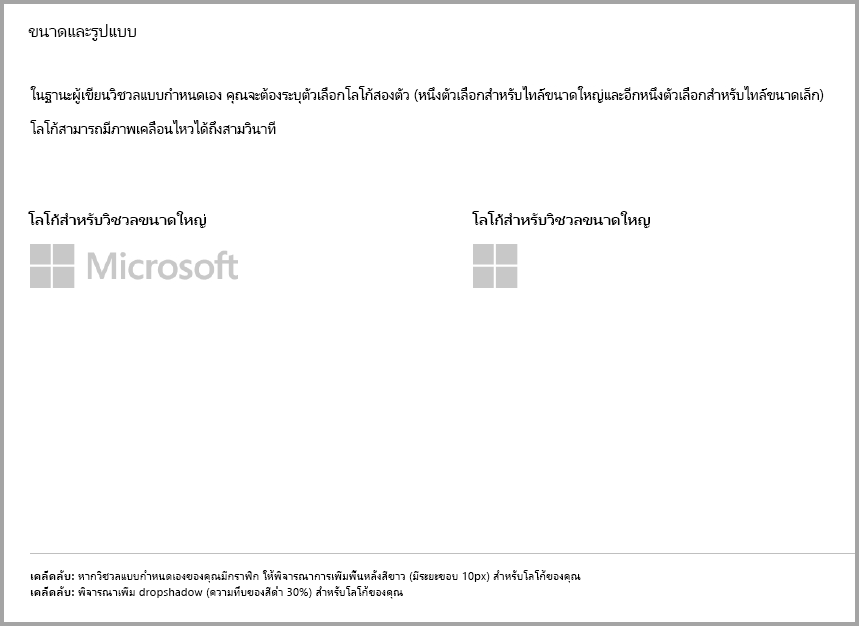 ขนาดและรูปแบบ
ในฐานะผู้เขียนวิชวลแบบกำหนดเอง คุณจะต้องระบุตัวเลือกโลโก้สองตัว (หนึ่งตัวเลือกสำหรับไทล์ขนาดใหญ่และอีกหนึ่งตัวเลือกสำหรับไทล์ขนาดเล็ก)
โลโก้สามารถมีภาพเคลื่อนไหวได้ถึงสามวินาที
โลโก้สำหรับวิชวลขนาดใหญ่
โลโก้สำหรับวิชวลขนาดใหญ
Microsoft
เคล็ดลับ: หากวิชวลแบบกำหนดเองของคุณมีกราฟิก ให้พิจารณาการเพิ่มพื้นหลังสีขาว (มีระยะขอบ 10px) สำหรับโลโก้ของคุณ
เคล็ดลับ: พิจารณาเพิ่ม dropshadow (ความทึบของสีดำ 30%) สำหรับโลโก้ของคุณ